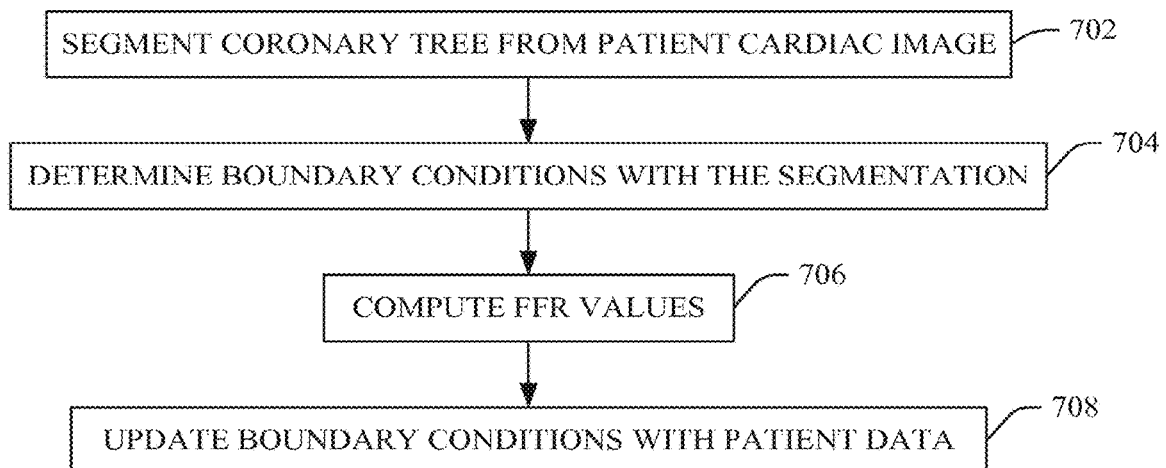 SEGMENT CORONARY TREE FROM PATIENT CARDIAC IMAGE
702
DETERMINE BOUNDARY CONDITIONS WITH THE SEGMENTATION
704
COMPUTE FFR VALUES
706
UPDATE BOUNDARY CONDITIONS WITH PATIENT DATA
708